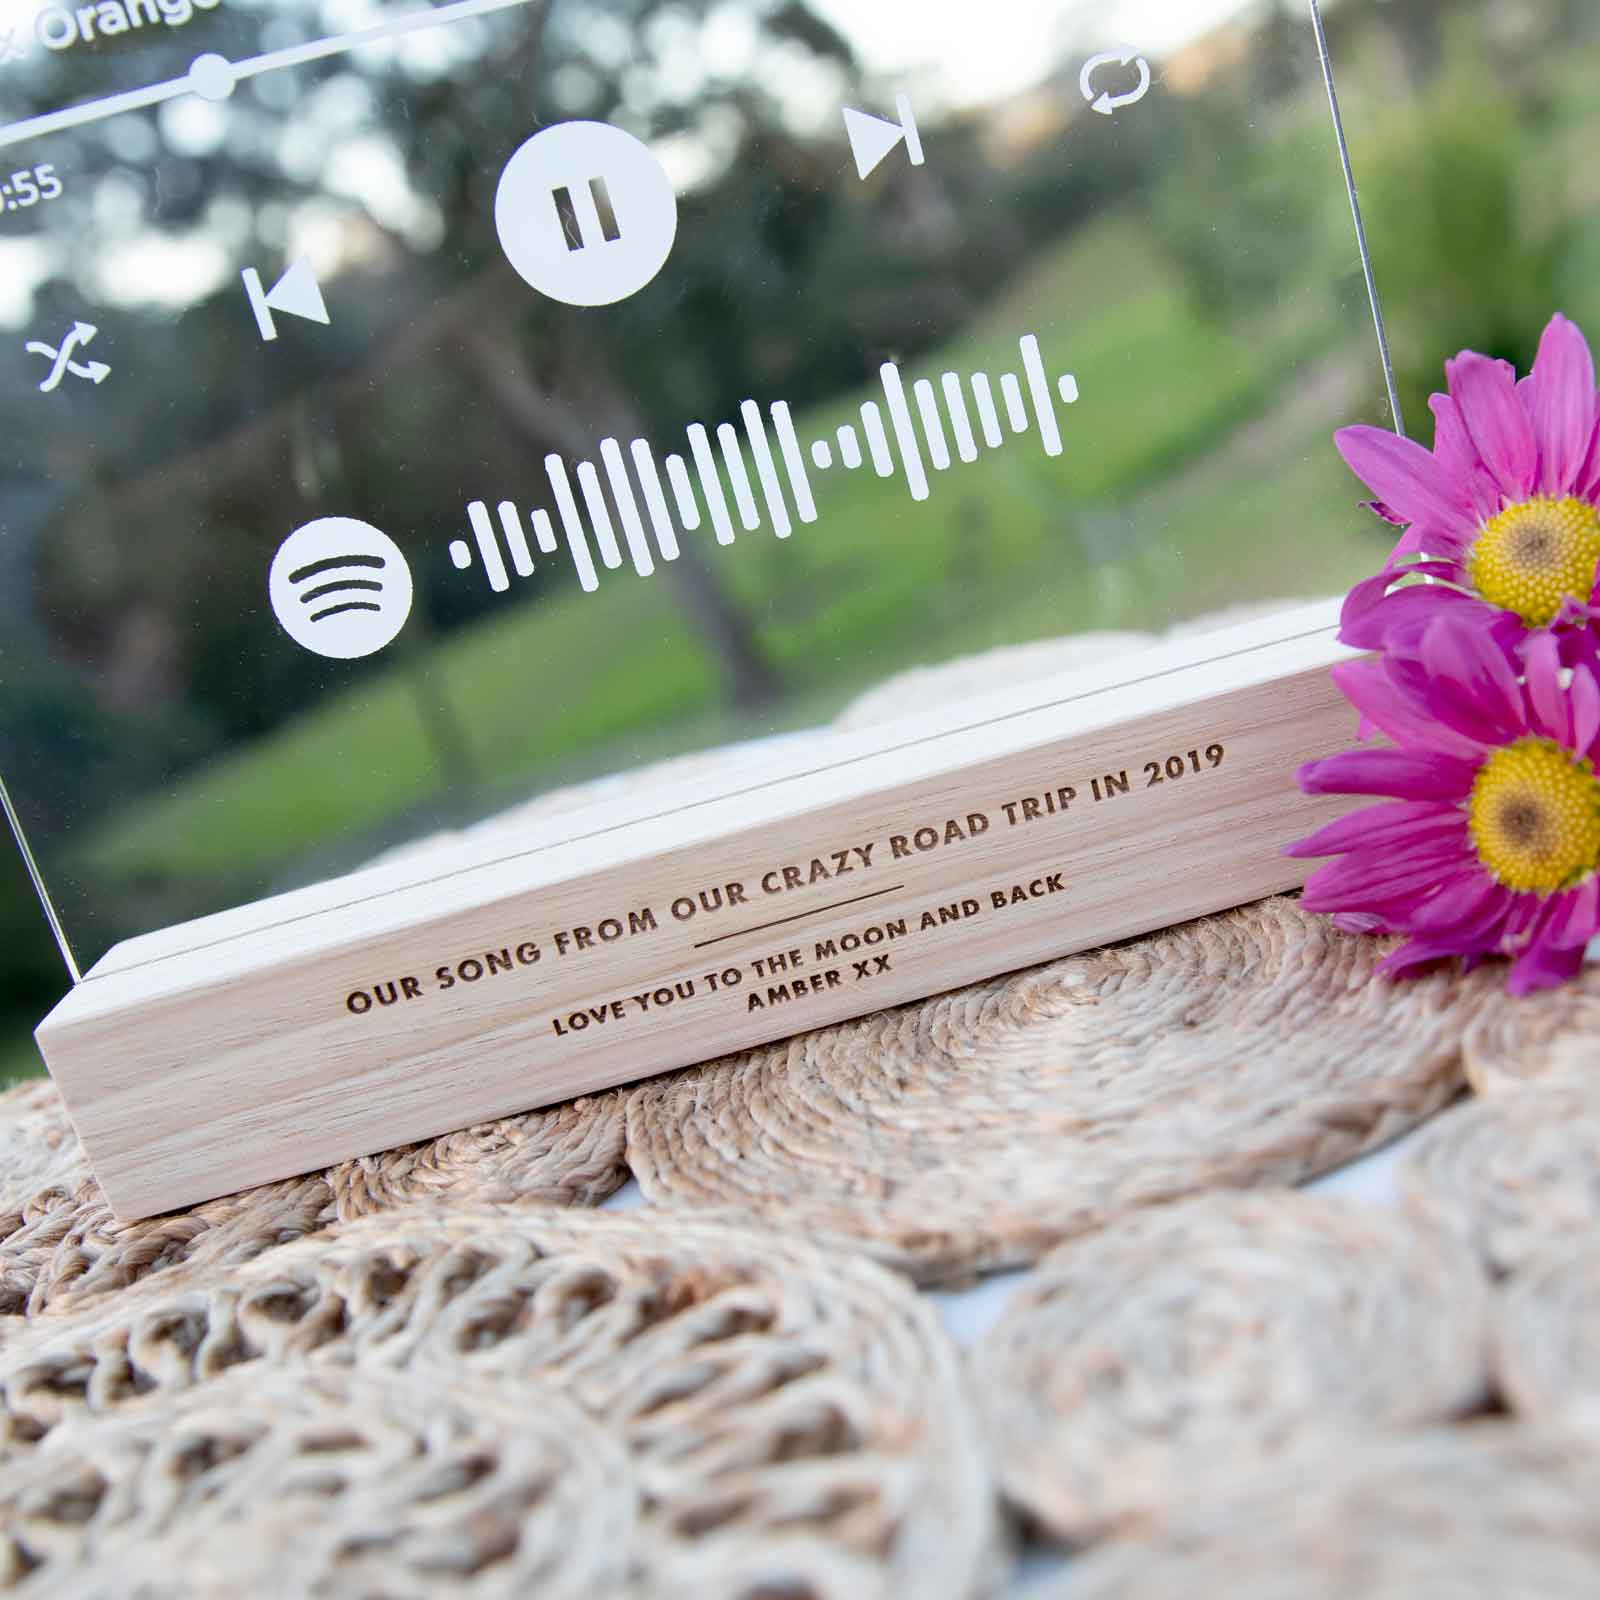 Orange
:55
OUR SONG FROM OUR CRAZY ROAD TRIP IN 2019
LOVE YOU TO THE MOON AND BACK
AMBER XX